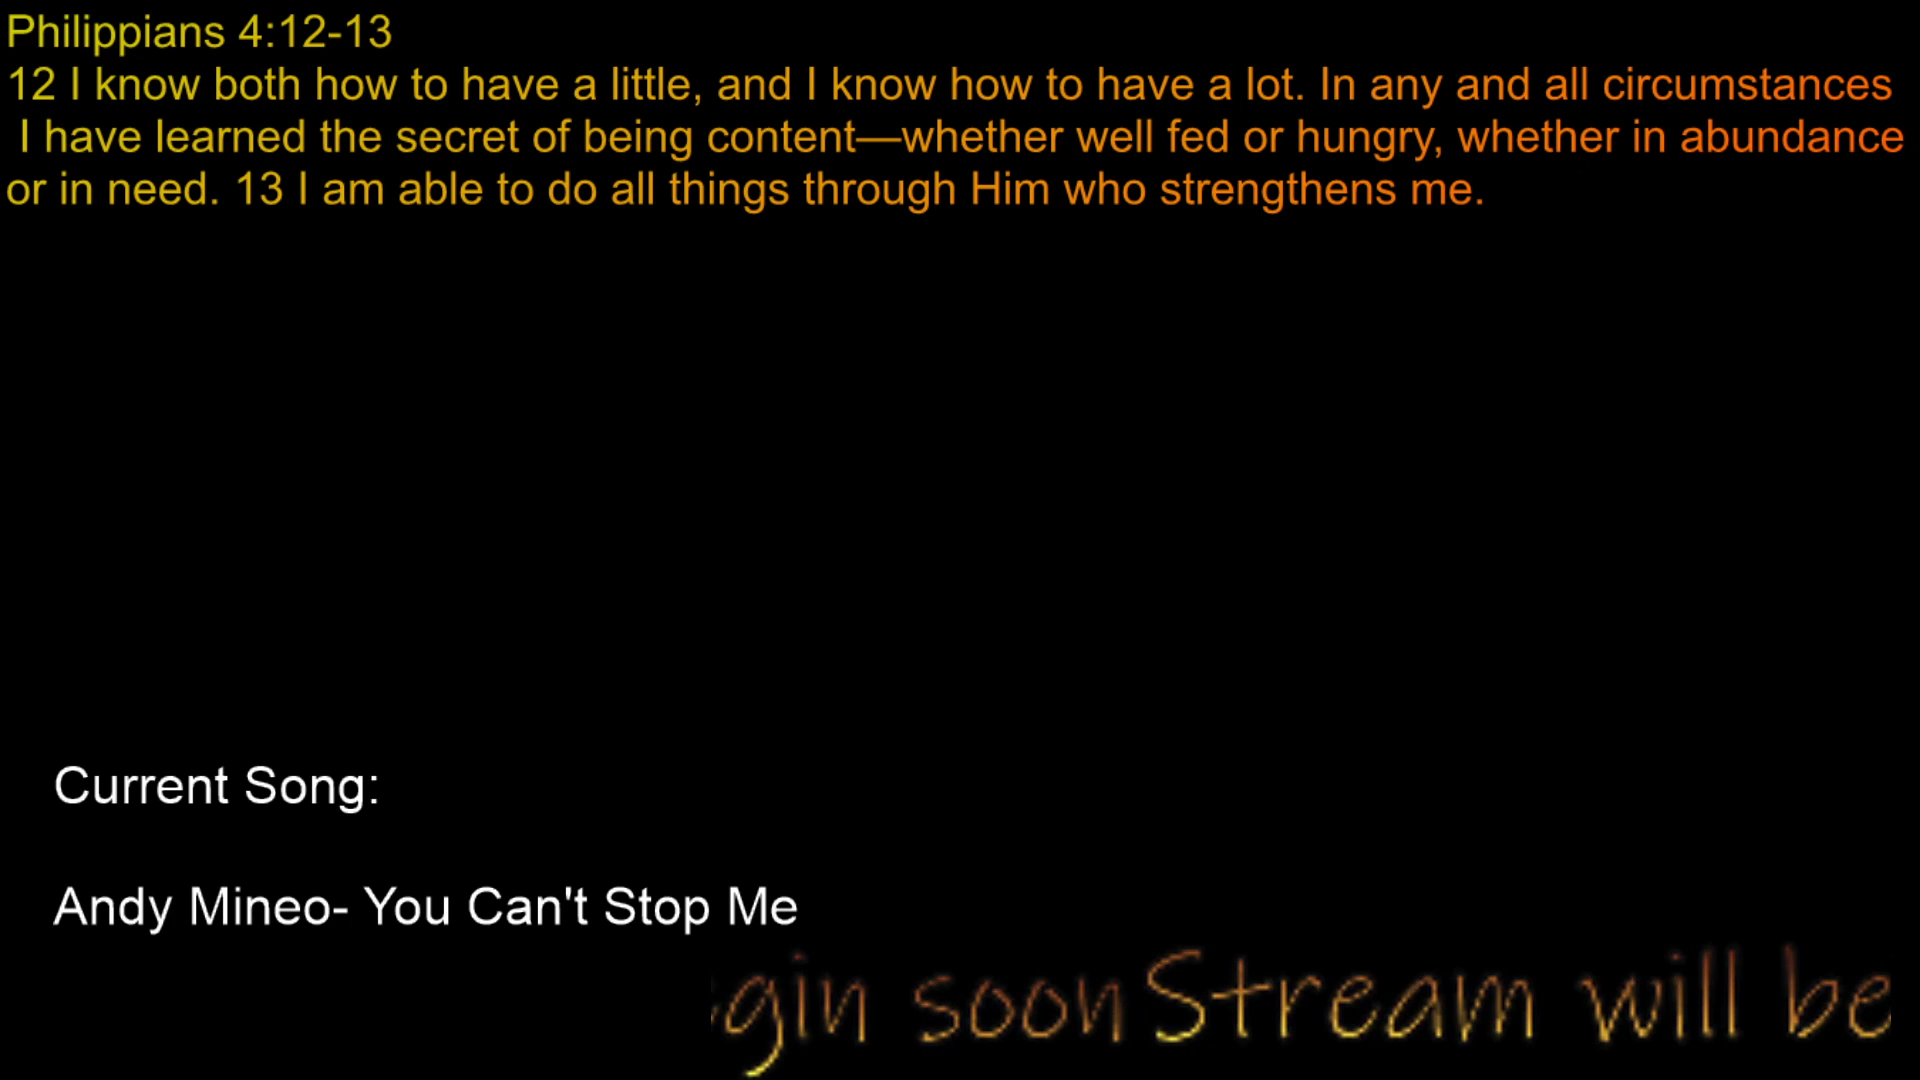 Philippians 4:12-13
12 I know both how to have a little, and I know how to have a lot. In any and all circumstances
I have learned the secret of being content—whether well fed or hungry, whether in abundance
or in need. 13 I am able to do all things through Him who strengthens me.
Current Song:
Andy Mineo- You Can't Stop Me
gin soon Stream will be